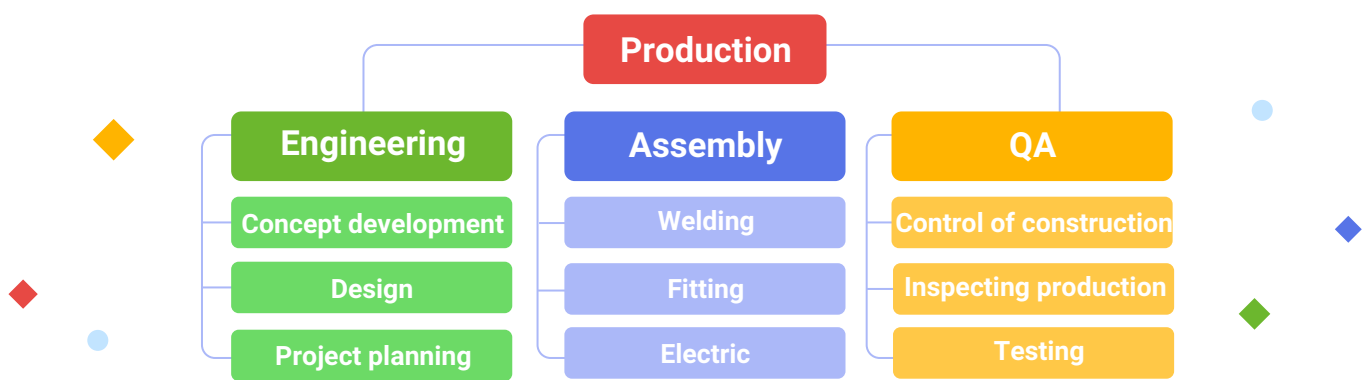 Production
Engineering
Assembly
QA
Concept development
Welding
Control of construction
Design
Fitting
Inspecting production
Project planning
Electric
Testing